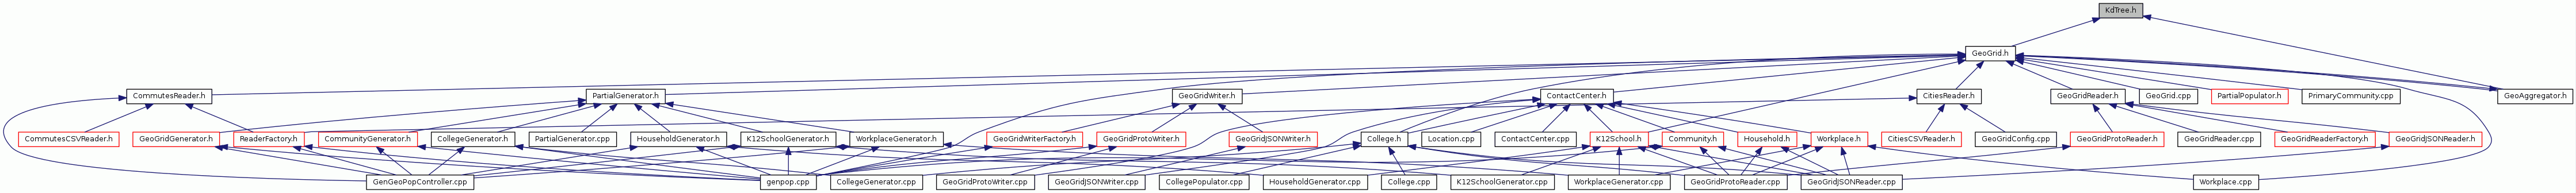 KdTree.h
GeoGrid.h
CommutesReader.h
PartialGenerator.h
GeoGridWriter.h
ContactCenter.h
CitiesReader.h
GeoGridReader.h
GeoGrid.cpp
PartialPopulator.h
PrimaryCommunity.cpp
GeoAggregator.h
CommutesCSVReader.h
GeoGridGenerator.h
ReaderFactory.h
CommunityGenerator.h
CollegeGenerator.h
PartialGenerator.cpp
HouseholdGenerator.h
K12SchoolGenerator.h
WorkplaceGenerator.h
GeoGridWriterFactory.h
GeoGridProtoWriter.h
GeoGridJSONWriter.h
College.h
Location.cpp
ContactCenter.cpp
K12School.h
Community.h
Household.h
Workplace.h
CitiesCSVReader.h
GeoGridConfig.cpp
GeoGridProtoReader.h
GeoGridReader.cpp
GeoGridReaderFactory.h
GeoGridJSONReader.h
GenGeoPopController.cpp
genpop.cpp
CollegeGenerator.cpp
GeoGridProtoWriter.cpp
GeoGridJSONWriter.cpp
CollegePopulator.cpp
HouseholdGenerator.cpp
College.cpp
K12SchoolGenerator.cpp
WorkplaceGenerator.cpp
GeoGridProtoReader.cpp
GeoGridJSONReader.cpp
Workplace.cpp